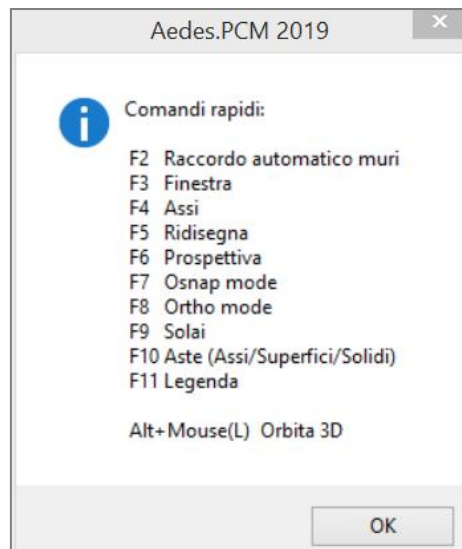 Aedes.PCM 2019
×
i
Comandi rapidi:
F2 Raccordo automatico muri
F3 Finestra
F4 Assi
F5 Ridisegna
F6 Prospettiva
F7 Osnap mode
F8 Ortho mode
F9 Solai
F10 Aste (Assi/Superfici/Solidi)
F11 Legenda
Alt+Mouse(L) Orbita 3D
OK